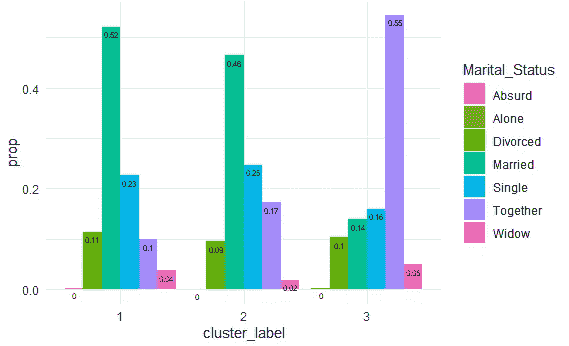 prop
0.4
0.2
0.0
0
0.11
0.52
0.23
0.1
0.04
0
0.09
0.46
0.25
0.17
0.02
0
0.1
0.14
0.16
0.55
0.05
1
2
3
cluster_label
Marital_Status
Absurd
Alone
Divorced
Married
Single
Together
Widow